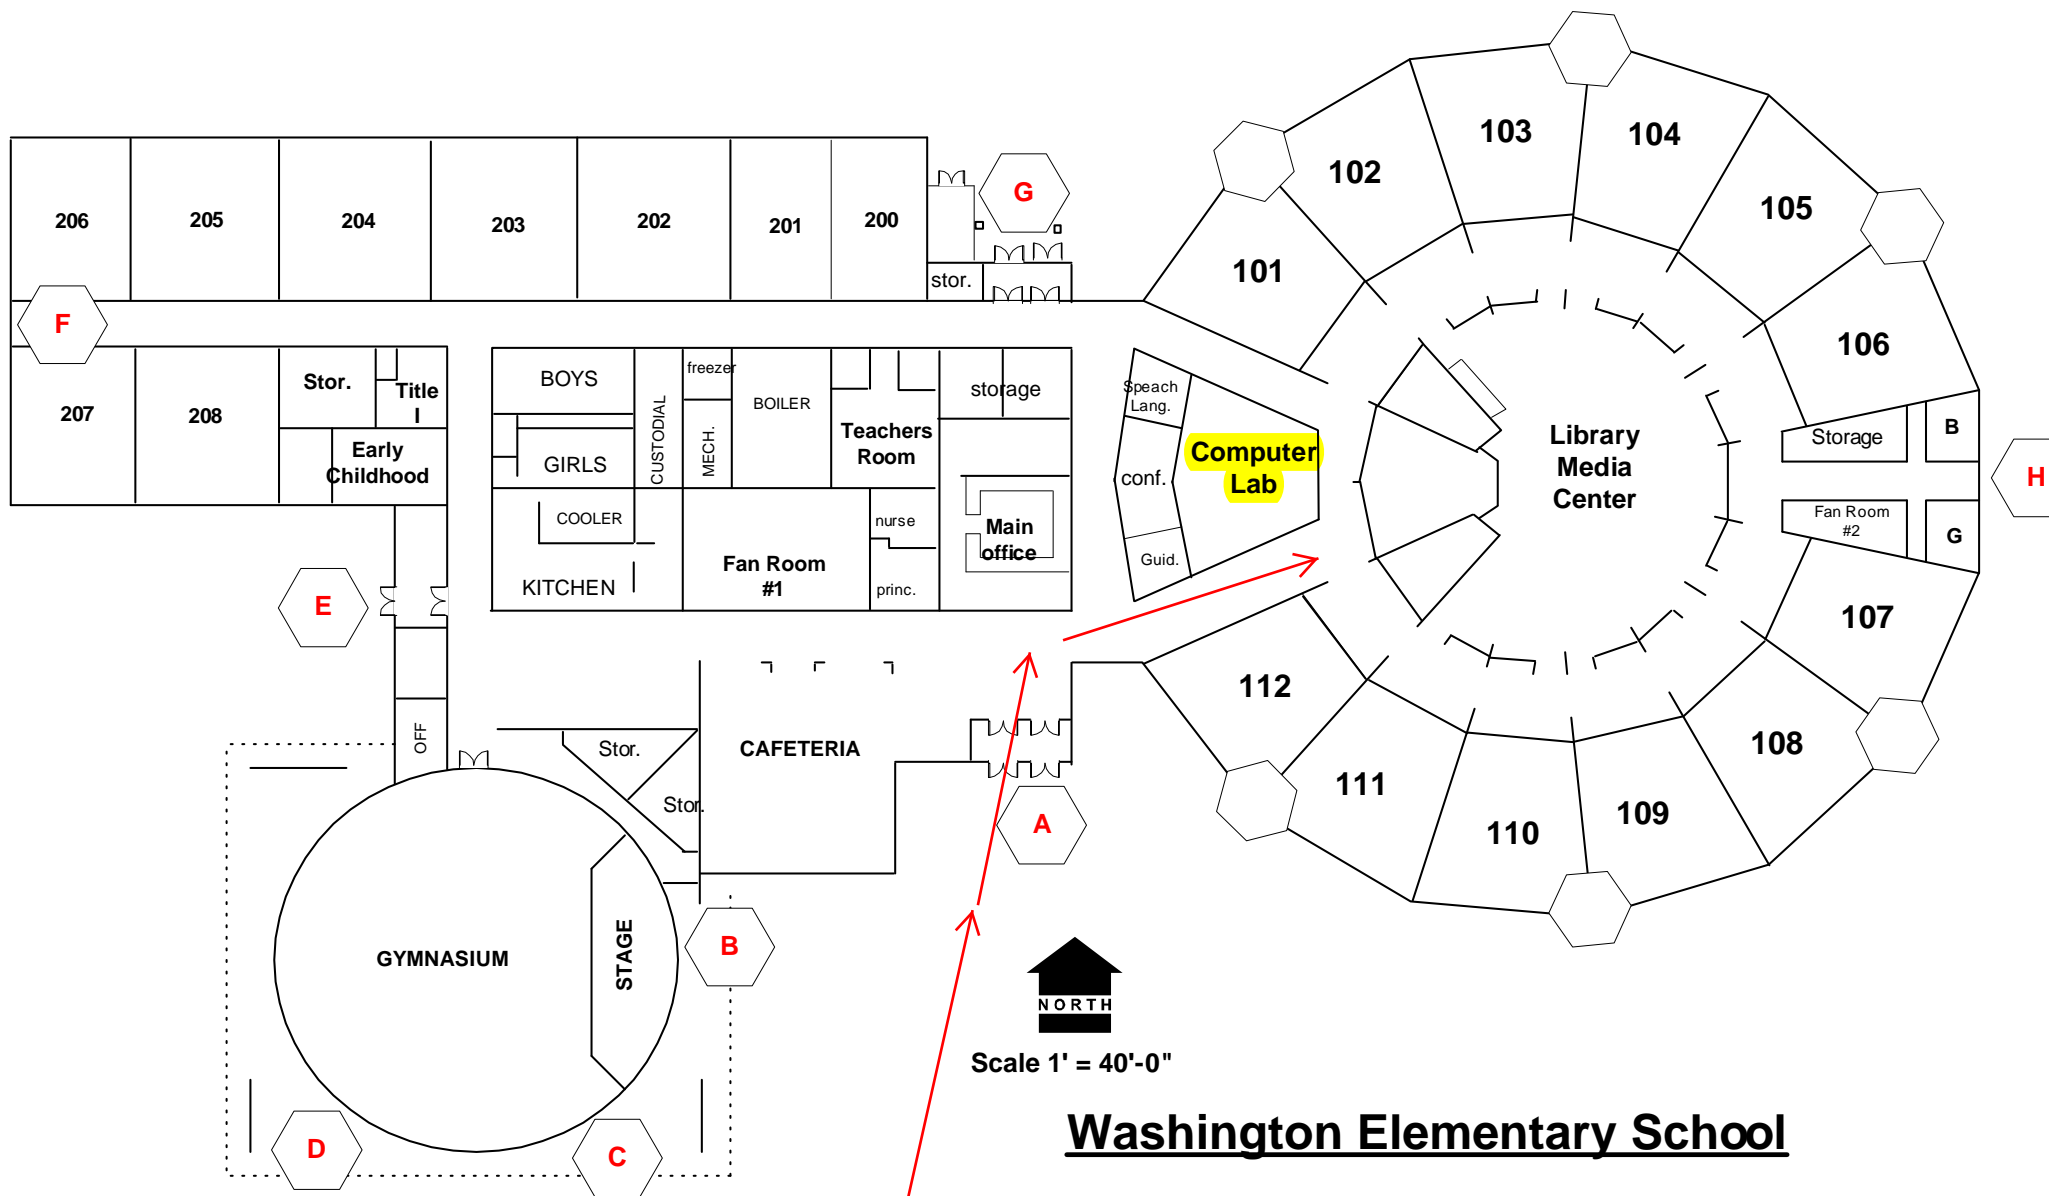 103
104
102
105
G
206
205
204
203
202
201
200
101
stor.
F
106
BOYS
freezer
Stor.
Title
I
storage
Speach
Lang.
BOILER
207
208
CUSTODIAL
Teachers
Room
Library
Media
Center
Storage
B
Early
Childhood
GIRLS
MECH.
Computer
Lab
conf.
H
COOLER
nurse
Main
office
Fan Room
#2
G
Guid.
Fan Room
#1
KITCHEN
princ.
E
107
112
OFF
Stor.
CAFETERIA
108
111
Stor.
A
110
109
GYMNASIUM
STAGE
B
NORTH
Scale 1' = 40'-0"
Washington Elementary School
D
C